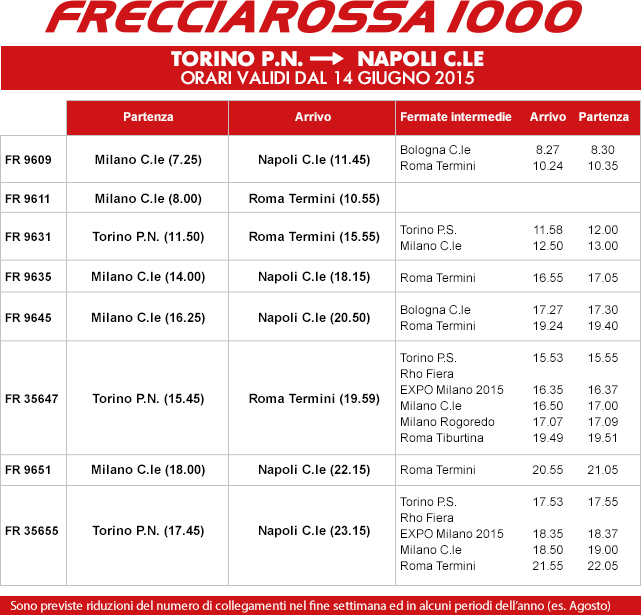 FRECCIAROSSA 1000
TORINO P.N. → NAPOLI C.LE
ORARI VALIDI DAL 14 GIUGNO 2015
Partenza Arrivo Fermate intermedie Arrivo Partenza
FR 9609 Milano C.le (7.25) Napoli C.le (11.45)
Bologna C.le 8.27 8.30
Roma Termini 10.24 10.35
FR 9611 Milano C.le (8.00) Roma Termini (10.55)
FR 9631 Torino P.N. (11.50) Roma Termini (15.55)
Torino P.S. 11.58 12.00
Milano C.le 12.50 13.00
FR 9635 Milano C.le (14.00) Napoli C.le (18.15) Roma Termini 16.55 17.05
FR 9645 Milano C.le (16.25) Napoli C.le (20.50)
Bologna C.le 17.27 17.30
Roma Termini 19.24 19.40
FR 35647 Torino P.N. (15.45) Roma Termini (19.59)
Torino P.S. 15.53 15.55
Rho Fiera
EXPO Milano 2015 16.35 16.37
Milano C.le 16.50 17.00
Milano Rogoredo 17.07 17.09
Roma Tiburtina 19.49 19.51
FR 9651 Milano C.le (18.00) Napoli C.le (22.15) Roma Termini 20.55 21.05
FR 35655 Torino P.N. (17.45) Napoli C.le (23.15)
Torino P.S. 17.53 17.55
Rho Fiera
EXPO Milano 2015 18.35 18.37
Milano C.le 18.50 19.00
Roma Termini 21.55 22.05
Sono previste riduzioni del numero di collegamenti nel fine settimana ed in alcuni periodi dell'anno (es. Agosto)